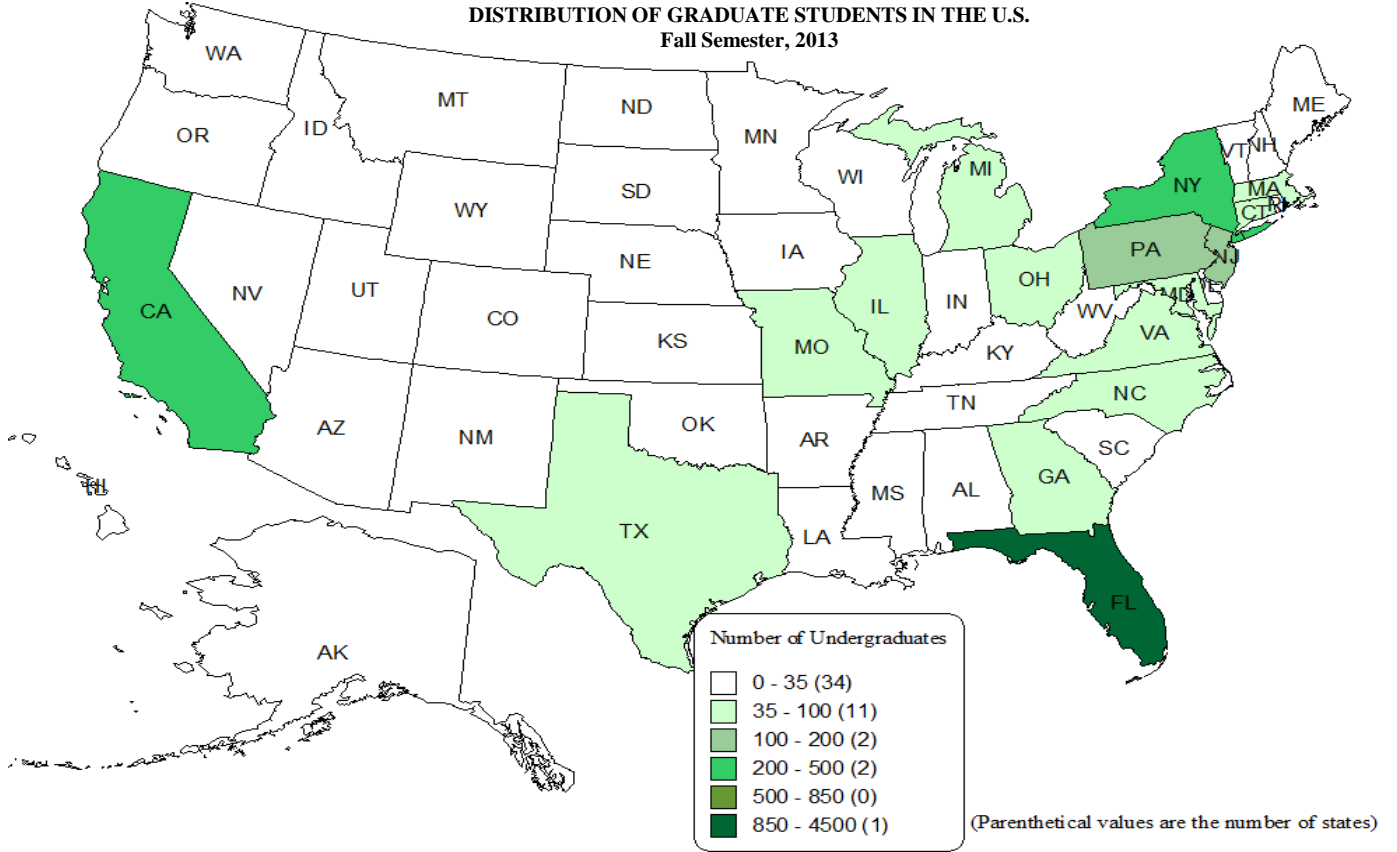 DISTRIBUTION OF GRADUATE STUDENTS IN THE U.S.
Fall Semester, 2013
WA
MT
ND
MN
ME
OR
ID
VT
NH
WI
MI
SD
NY
MA
WY
CT
RI
IA
PA
NE
NJ
OH
NV
UT
IL
IN
MD
DE
CA
CO
WV
VA
KS
MO
KY
NC
TN
AZ
OK
NM
AR
SC
HI
GA
MS
AL
TX
LA
FL
AK
Number of Undergraduates
0 - 35 (34)
35 - 100 (11)
100 - 200 (2)
200 - 500 (2)
500 - 850 (0)
850 - 4500 (1)
(Parenthetical values are the number of states)